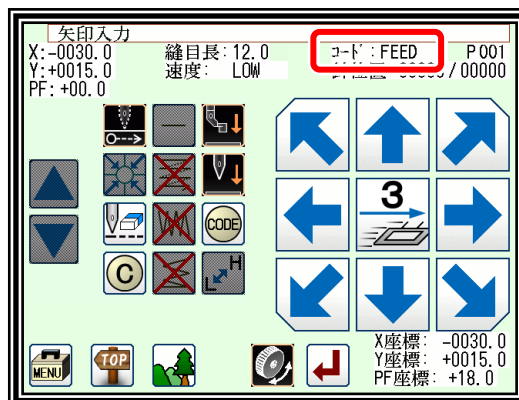 矢印入力
X:-0030.0 縫目長:12.0 コード:FEED P001
Y:+0015.0 速度: LOW 00000/00000
PF:+00.0
CODE
3
C
H
L
X座標: -0030.0
Y座標: +0015.0
PF座標: +18.0
MENU
TOP